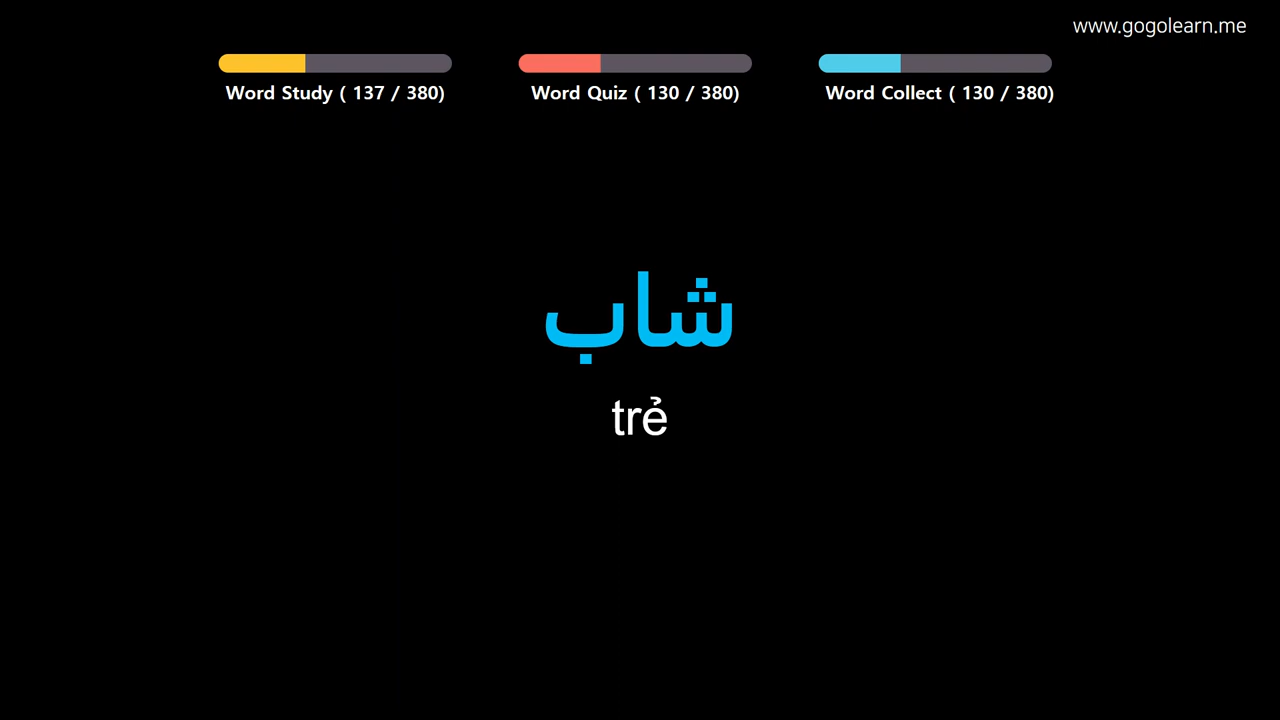 www.gogolearn.me
Word Study ( 137 / 380)
Word Quiz ( 130 / 380)
Word Collect ( 130 / 380)
شاب
trẻ